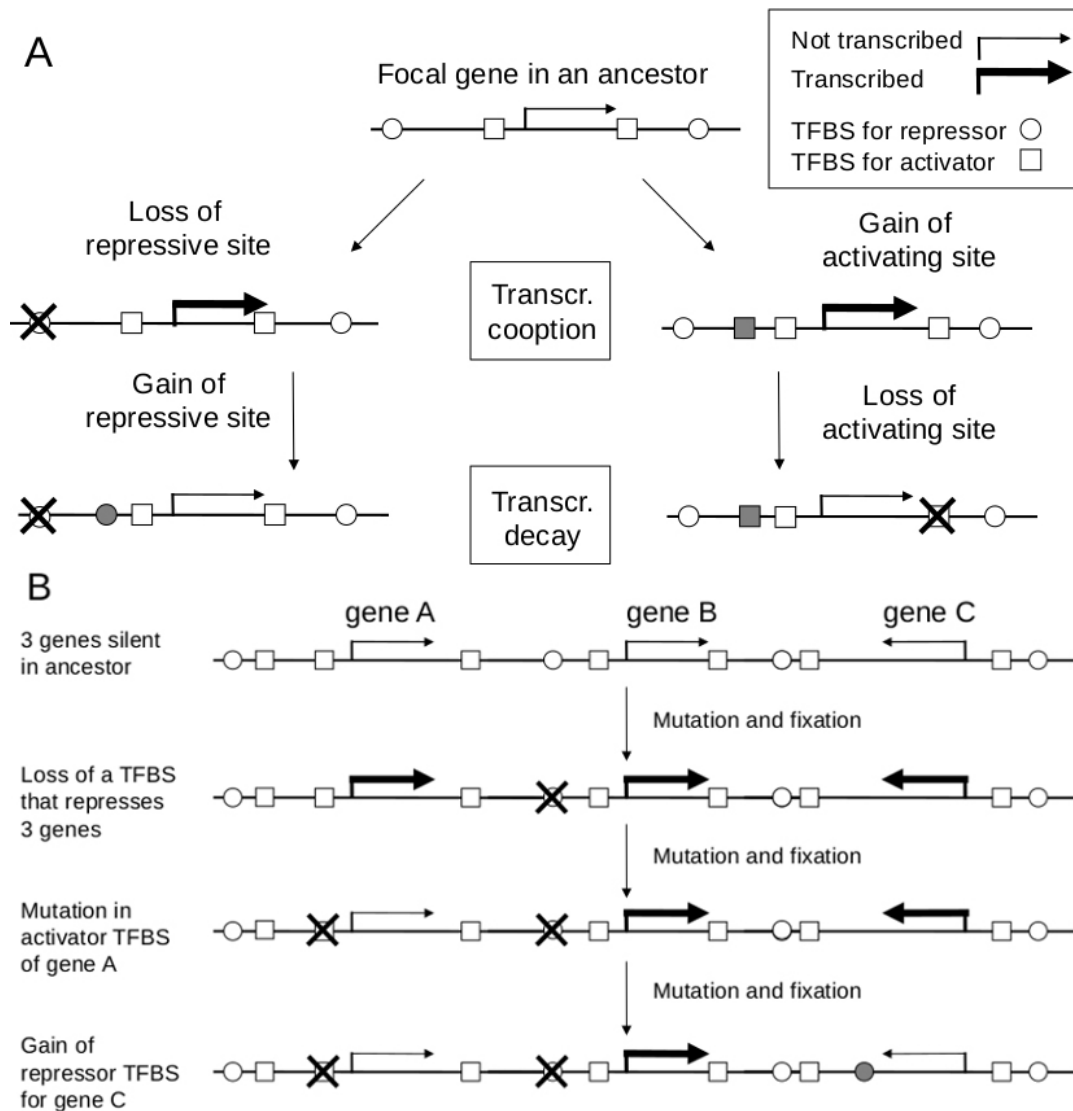 A
Focal gene in an ancestor
Not transcribed
Transcribed
TFBS for repressor
TFBS for activator
Loss of
repressive site
Gain of
activating site
Transcr.
cooption
Gain of
repressive site
Loss of
activating site
Transcr.
decay
B
gene A
gene B
gene C
3 genes silent
in ancestor
Mutation and fixation
Loss of a TFBS
that represses
3 genes
Mutation and fixation
Mutation in
activator TFBS
of gene A
Mutation and fixation
Gain of
repressor TFBS
for gene C